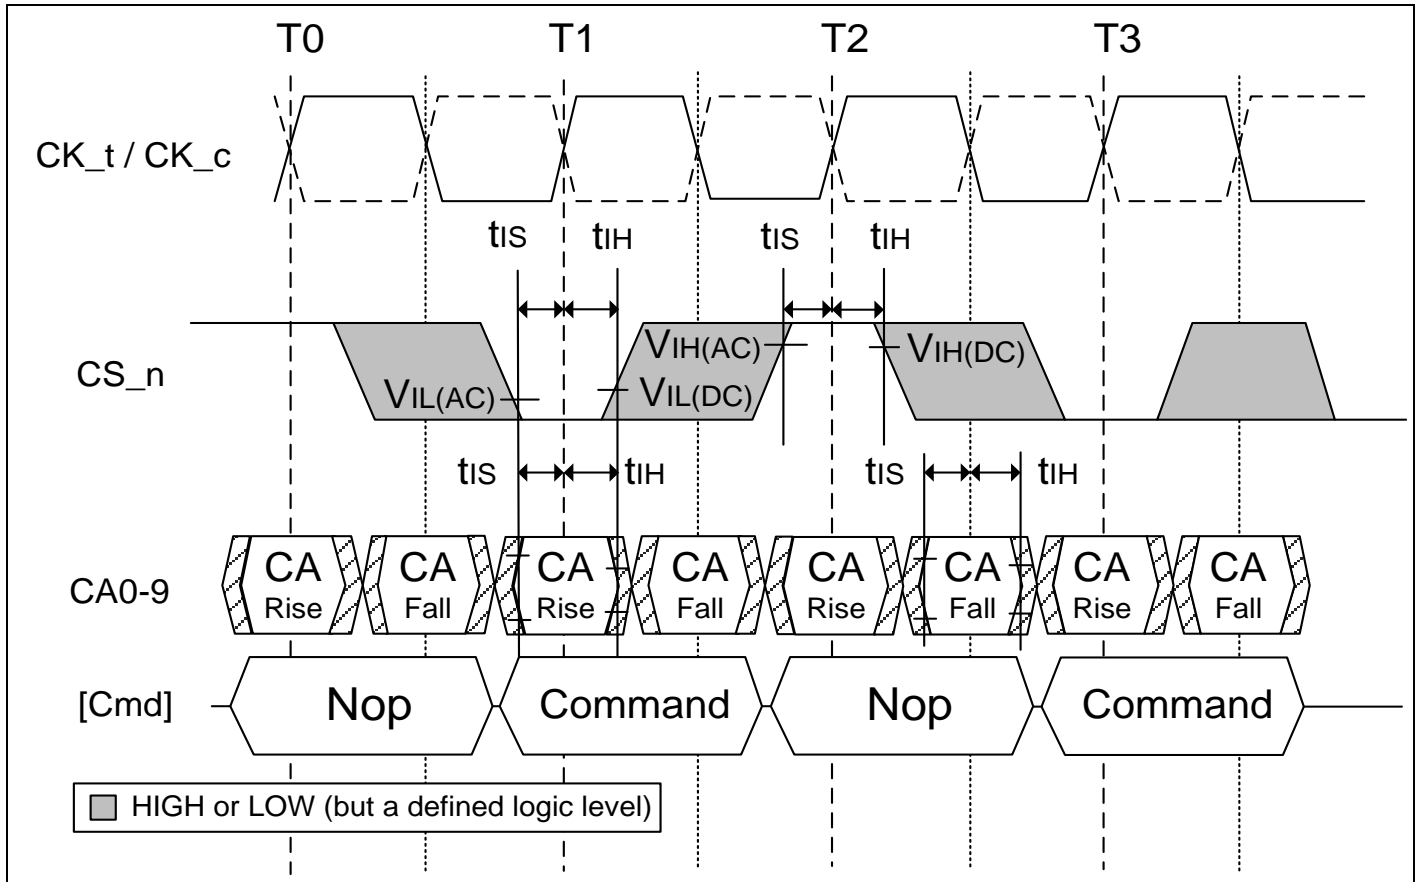 T0 T1 T2 T3
CK_t / CK_c
tIS tIH tIS tIH
VIH(AC) VIH(DC)
CS_n
VIL(AC) VIL(DC)
tIS tIH tIS tIH
CA CA CA CA CA CA CA CA
CA0-9
Rise Fall Rise Fall Rise Fall Rise Fall
[Cmd] Nop Command Nop Command
HIGH or LOW (but a defined logic level)